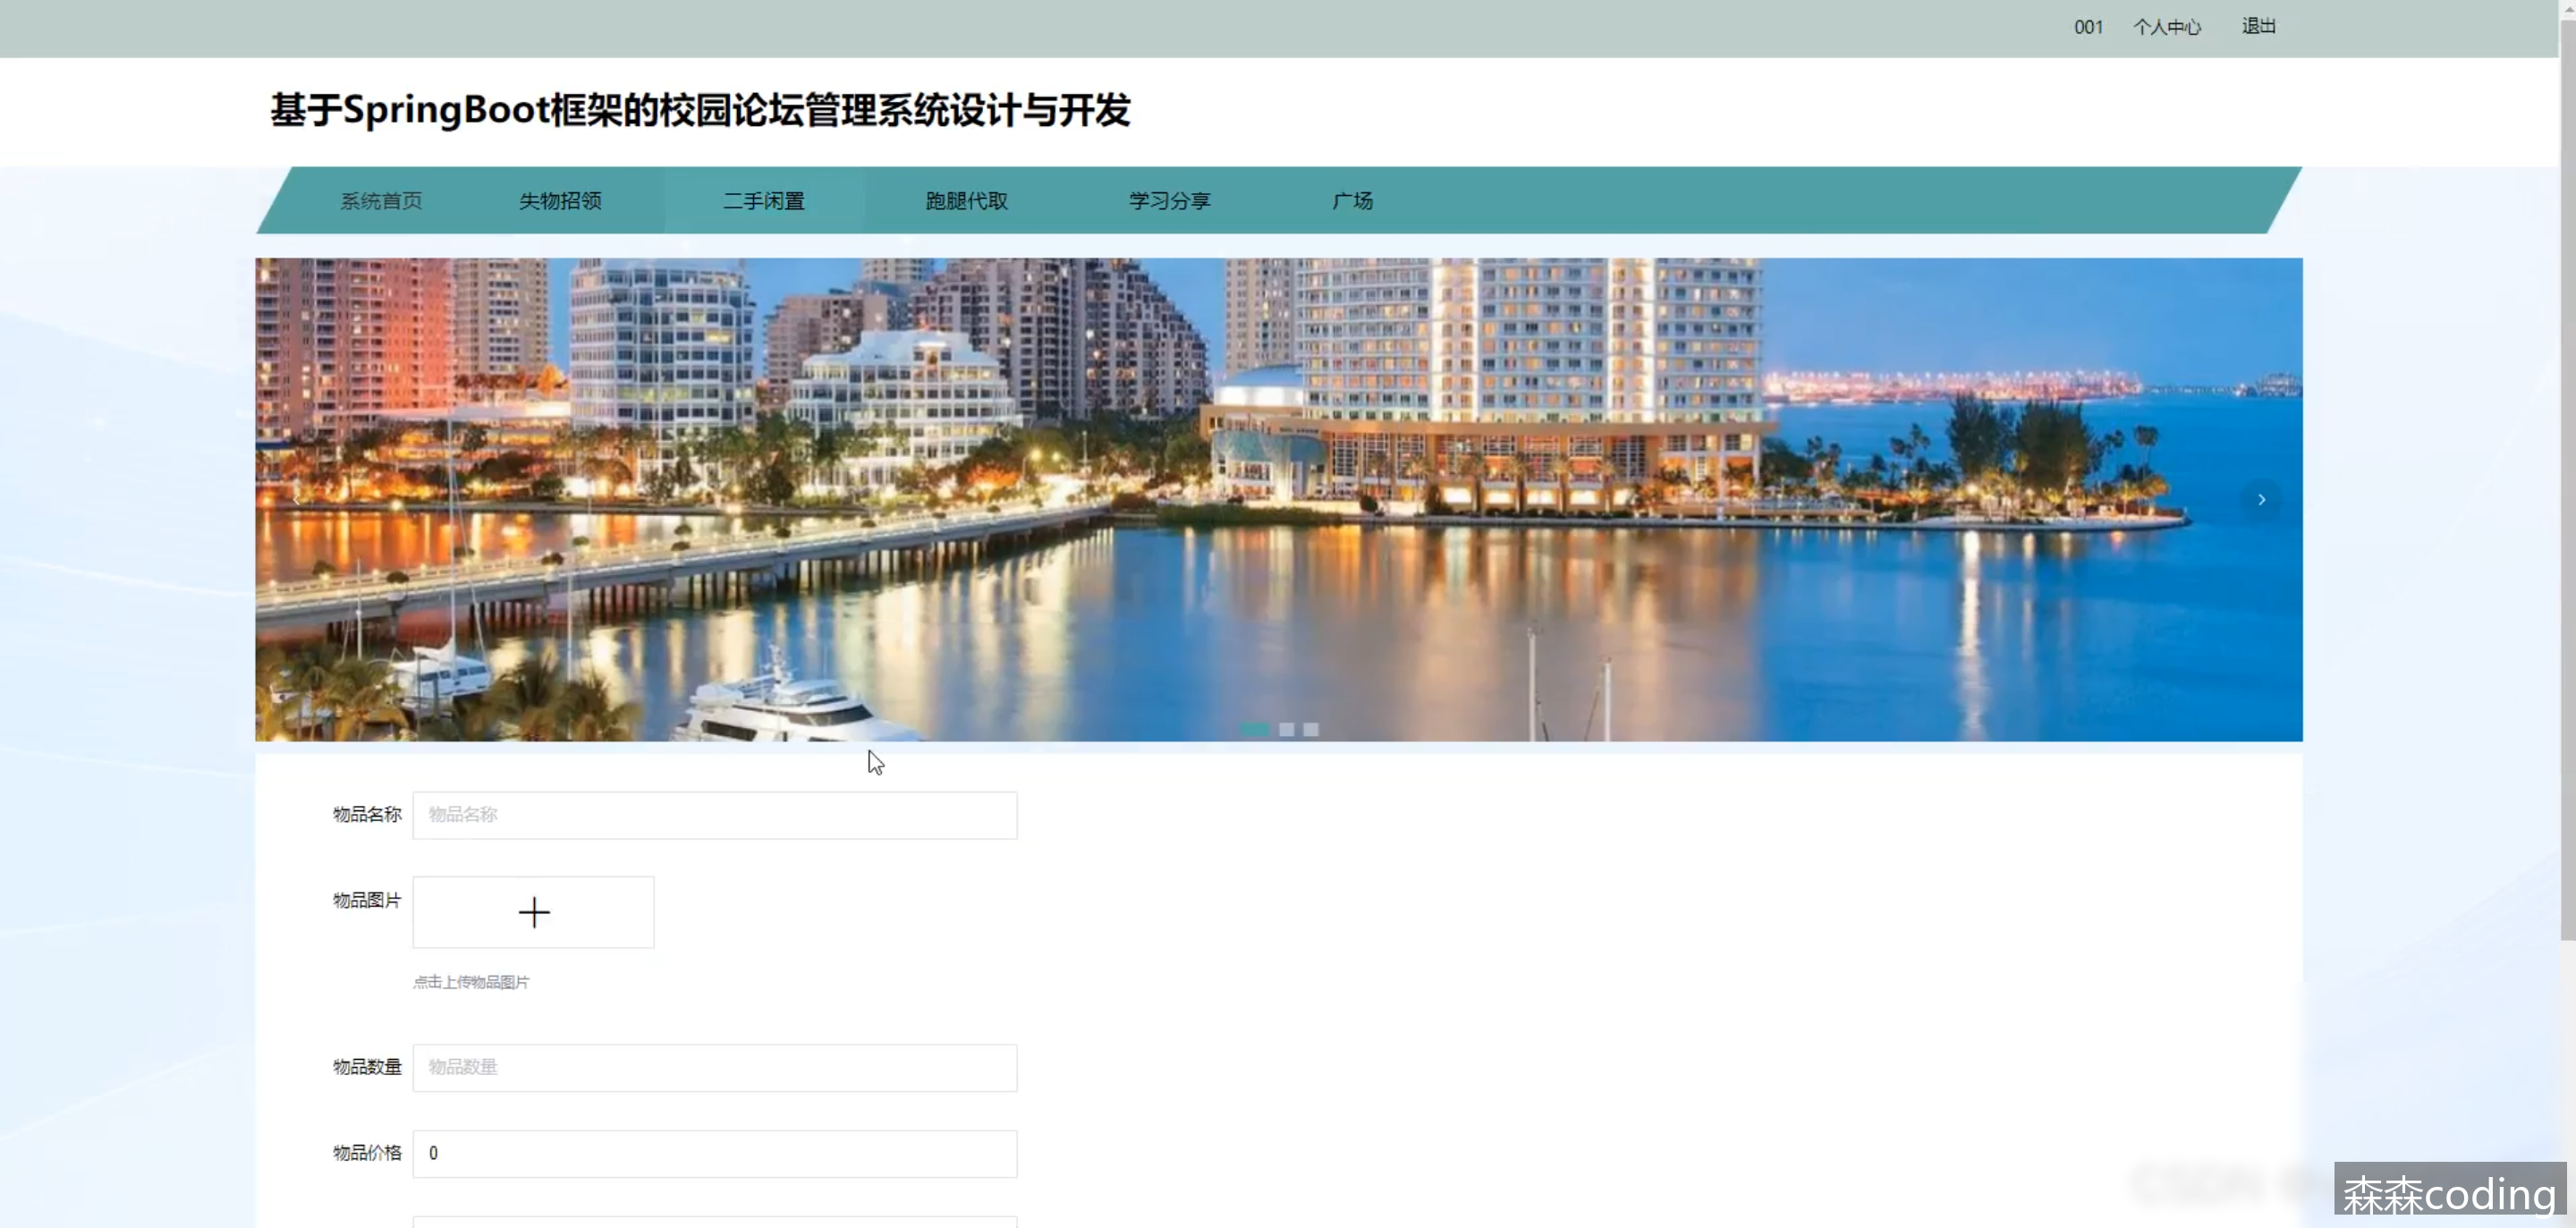 001 个人中心 退出
基于SpringBoot框架的校园论坛管理系统设计与开发
系统首页 失物招领 二手闲置 跑腿代取 学习分享 广场
物品名称 物品名称
物品图片
点击上传物品图片
物品数量 物品数量
物品价格 0
森森coding